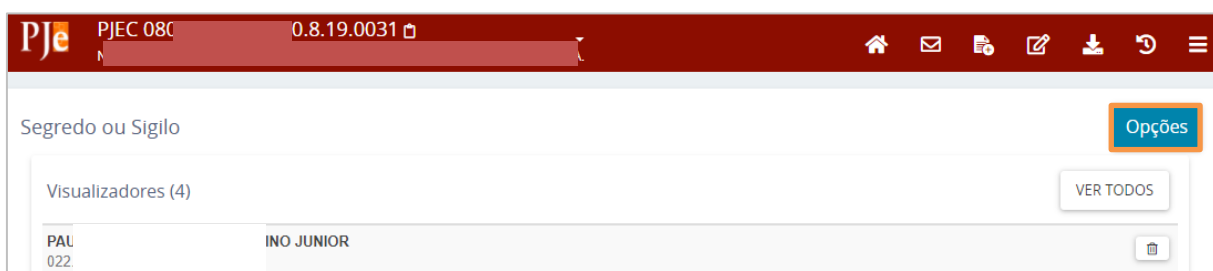 PJe
PJEC 080 0.8.19.0031
Segredo ou Sigilo
Opções
Visualizadores (4)
VER TODOS
PAU INO JUNIOR
022.